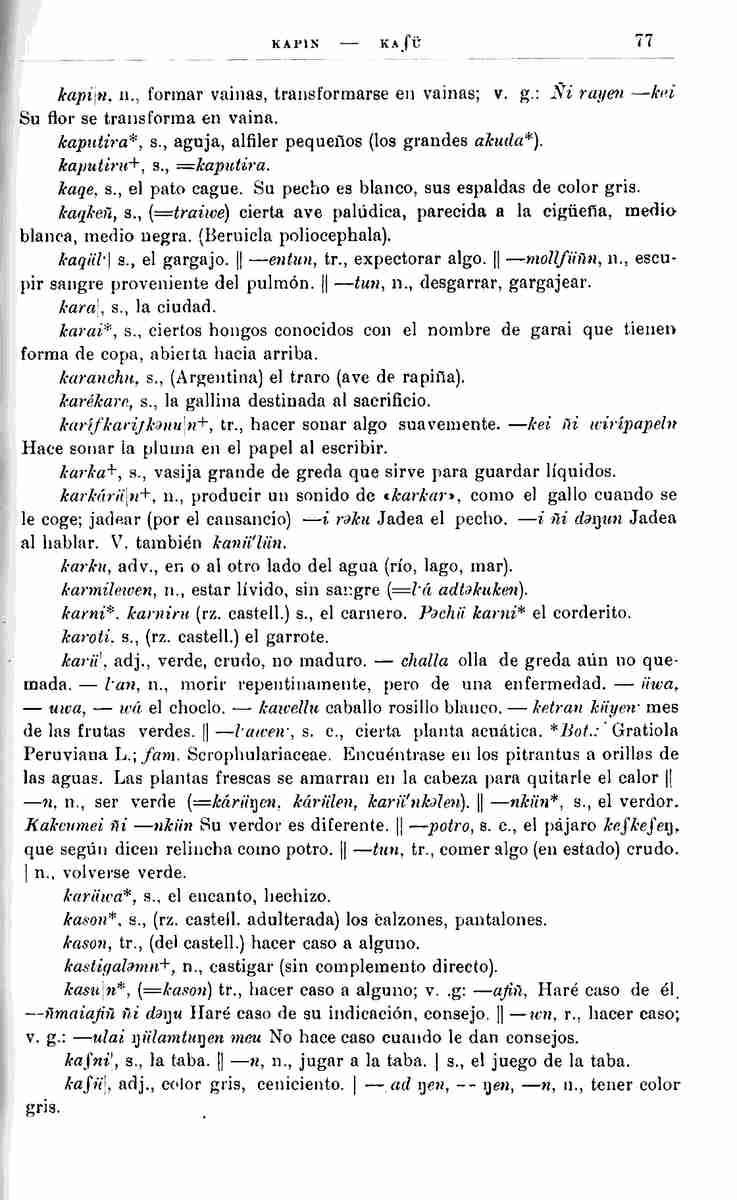 KAPIN — KAʃÜ 77
kapi|n, n., formar vainas, transformarse en vainas; v. g.: Ñi rayen —kei
Su flor se transforma en vaina.
kaputira*, s., aguja, alfiler pequeños (los grandes akuda*).
kaputiru+, s., =kaputira.
kaqe, s., el pato cague. Su pecho es blanco, sus espaldas de color gris.
kaqkeñ, s., (=traiwe) cierta ave palúdica, parecida a la cigüeña, medio
blanca, medio negra. (Bernicla poliocephala).
kaqül·| s., el gargajo. || —entun, tr., expectorar algo. || —mollfüñn, n., escu-
pir sangre proveniente del pulmón. || —tun, n., desgarrar, gargajear.
kara|, s., la ciudad.
karai*, s., ciertos hongos conocidos con el nombre de garai que tienen
forma de copa, abierta hacia arriba.
karanchu, s., (Argentina) el traro (ave de rapiña).
karékare, s., la gallina destinada al sacrificio.
karífkariŋkənu|n+, tr., hacer sonar algo suavemente. —kei ñi wirípapeln
Hace sonar la pluma en el papel al escribir.
karka+, s., vasija grande de greda que sirve para guardar líquidos.
karkárü|n+, n., producir un sonido de «karkar», como el gallo cuando se
le coge; jadear (por el cansancio) —i rəku Jadea el pecho. —i ñi dəŋun Jadea
al hablar. V. también kanü'lün.
karku, adv., en o al otro lado del agua (río, lago, mar).
karmilewen, n., estar lívido, sin sangre (=l·á adtəkuken).
karni*. karniru (rz. castell.) s., el carnero. Pəchü karni* el corderito.
karoti. s., (rz. castell.) el garrote.
karü|, adj., verde, crudo, no maduro. — challa olla de greda aún no que-
mada. — l·an, n., morir repentinamente, pero de una enfermedad. — üwa,
— uwa, — wá el choclo. — kawellu caballo rosillo blanco. — ketran küyen· mes
de las frutas verdes. || —l·awen·, s. c., cierta planta acuática. *Bot.: Gratiola
Peruviana L.; fam. Scrophulariaceae. Encuéntrase en los pitrantus a orillas de
las aguas. Las plantas frescas se amarran en la cabeza para quitarle el calor ||
—n, n., ser verde (=kárüŋen, kárülen, karü'nkəlen). || —nkün*, s., el verdor.
Kakeumei ñi —nkün Su verdor es diferente. || —potro, s. c., el pájaro keʃkeʃeŋ,
que según dicen relincha como potro. || —tun, tr., comer algo (en estado) crudo.
| n., volverse verde.
karüwa*, s., el encanto, hechizo.
kason*, s., (rz. castell. adulterada) los calzones, pantalones.
kason, tr., (del castell.) hacer caso a alguno.
kastigaləmn+, n., castigar (sin complemento directo).
kasu|n*, (=kason) tr., hacer caso a alguno; v. .g: —afiñ, Haré caso de él.
—ñmaiafiñ ñi dəŋu Haré caso de su indicación, consejo. || —wn, r., hacer caso;
v. g.: —ulai ŋülamtuŋen meu No hace caso cuando le dan consejos.
kaʃni|, s., la taba. || —n, n., jugar a la taba. | s., el juego de la taba.
kaʃü|, adj., color gris, ceniciento. | — ad ŋen, -- ŋen, —n, n., tener color
gris.